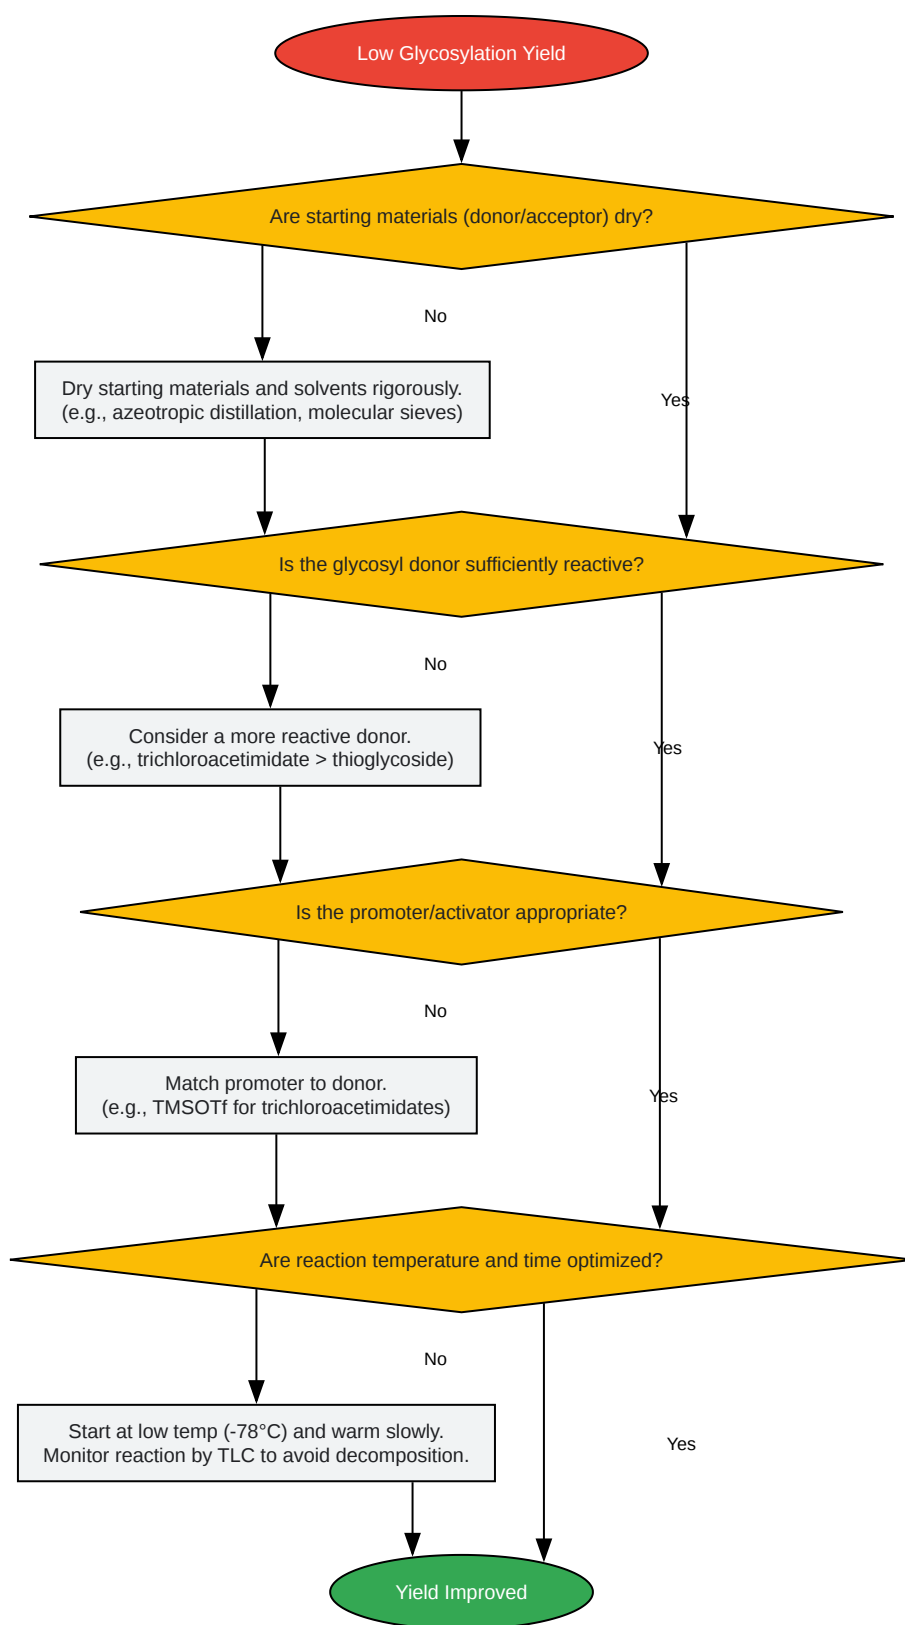 Low Glycosylation Yield
Are starting materials (donor/acceptor) dry?
No
Dry starting materials and solvents rigorously.
(e.g., azeotropic distillation, molecular sieves)
Yes
Is the glycosyl donor sufficiently reactive?
No
Consider a more reactive donor.
(e.g., trichloroacetimidate > thioglycoside)
Yes
Is the promoter/activator appropriate?
No
Match promoter to donor.
(e.g., TMSOTf for trichloroacetimidates)
Yes
Are reaction temperature and time optimized?
No
Start at low temp (-78°C) and warm slowly.
Monitor reaction by TLC to avoid decomposition.
Yes
Yield Improved